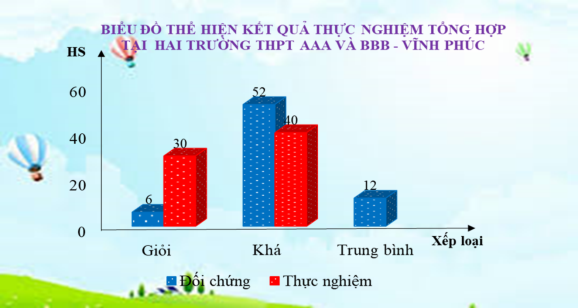 BIỂU ĐỒ THỂ HIỆN KẾT QUẢ THỰC NGHIỆM TỔNG HỢP
TẠI HAI TRƯỜNG THPT AAA VÀ BBB - VĨNH PHÚC
HS
60
40
20
0
6
30
52
40
12
Giỏi
Khá
Trung bình
Xếp loại
Đối chứng
Thực nghiệm